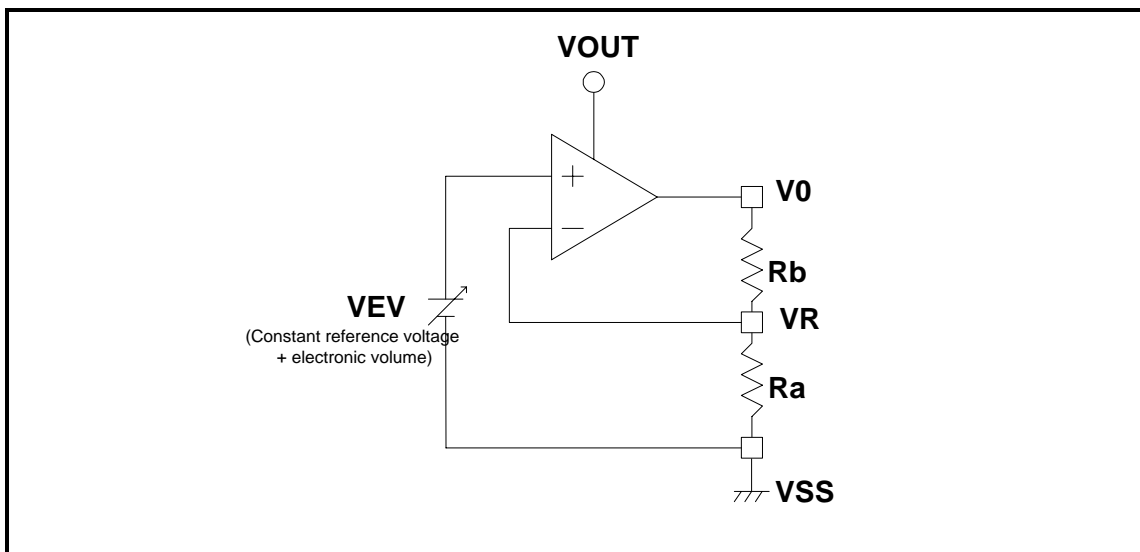 VOUT
+
−
V0
Rb
VEV
(Constant reference voltage
+ electronic volume)
VR
Ra
VSS